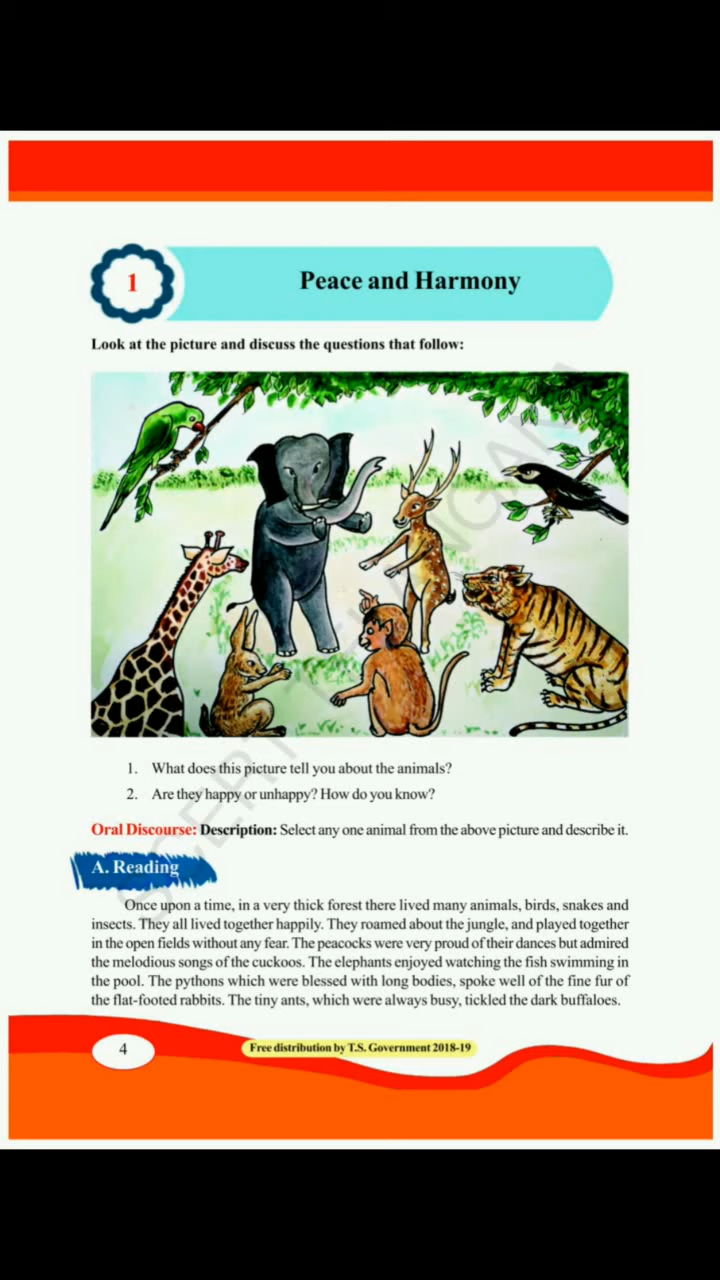 1
Peace and Harmony
Look at the picture and discuss the questions that follow:
SCERT TELANGANA
1. What does this picture tell you about the animals?
2. Are they happy or unhappy? How do you know?
Oral Discourse: Description: Select any one animal from the above picture and describe it.
A. Reading
Once upon a time, in a very thick forest there lived many animals, birds, snakes and
insects. They all lived together happily. They roamed about the jungle, and played together
in the open fields without any fear. The peacocks were very proud of their dances but admired
the melodious songs of the cuckoos. The elephants enjoyed watching the fish swimming in
the pool. The pythons which were blessed with long bodies, spoke well of the fine fur of
the flat-footed rabbits. The tiny ants, which were always busy, tickled the dark buffaloes.
4
Free distribution by T.S. Government 2018-19